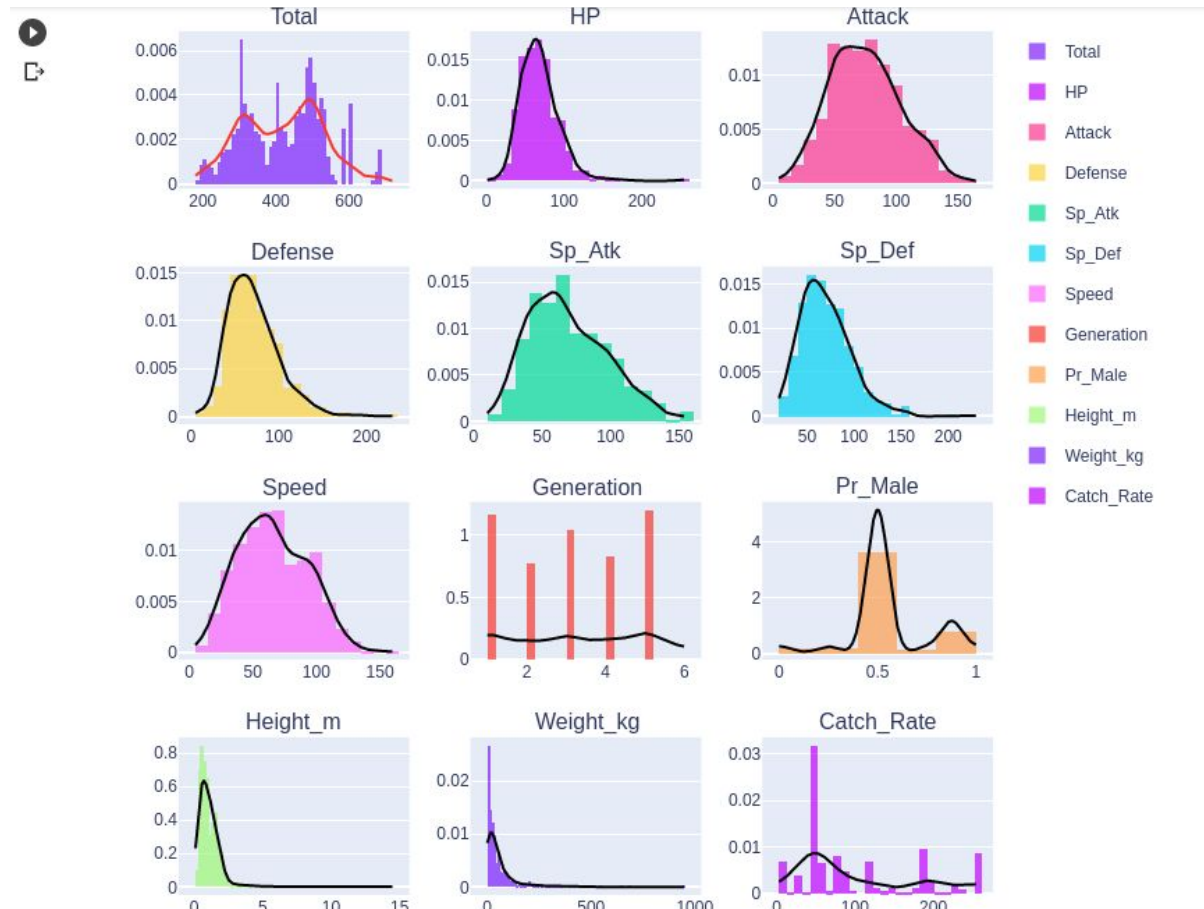 Total HP Attack
0.006 0.015 Total
0.004 0.01 0.01 HP
0.002 0.005 0.005 Attack
0 0 0 Defense
200 400 600 0 100 200 0 50 100 150 Sp_Atk
Defense Sp_Atk Sp_Def Sp_Def
0.015 0.015 0.015 Speed
0.01 0.01 0.01 Generation
0.005 0.005 0.005 Pr_Male
0 0 0 Height_m
0 100 200 0 50 100 150 50 100 150 200 Weight_kg
Speed Generation Pr_Male Catch_Rate
0.01 1 4
0.005 0.5 2
0 0 0
0 50 100 150 2 4 6 0 0.5 1
Height_m Weight_kg Catch_Rate
0.8 0.03
0.6 0.02 0.02
0.4 0.01 0.01
0.2
0 0 0
0 5 10 15 0 500 1000 0 100 200